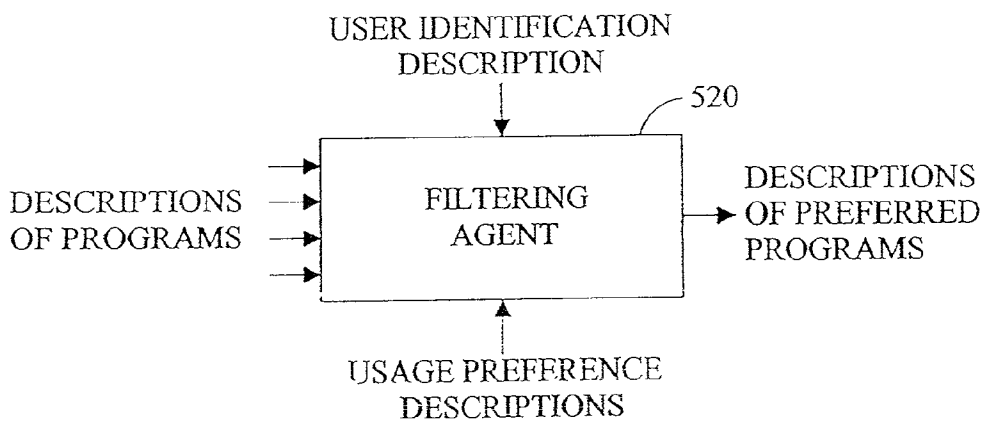 USER IDENTIFICATION
DESCRIPTION
520
DESCRIPTIONS
OF PROGRAMS
FILTERING
AGENT
DESCRIPTIONS
OF PREFERRED
PROGRAMS
USAGE PREFERENCE
DESCRIPTIONS